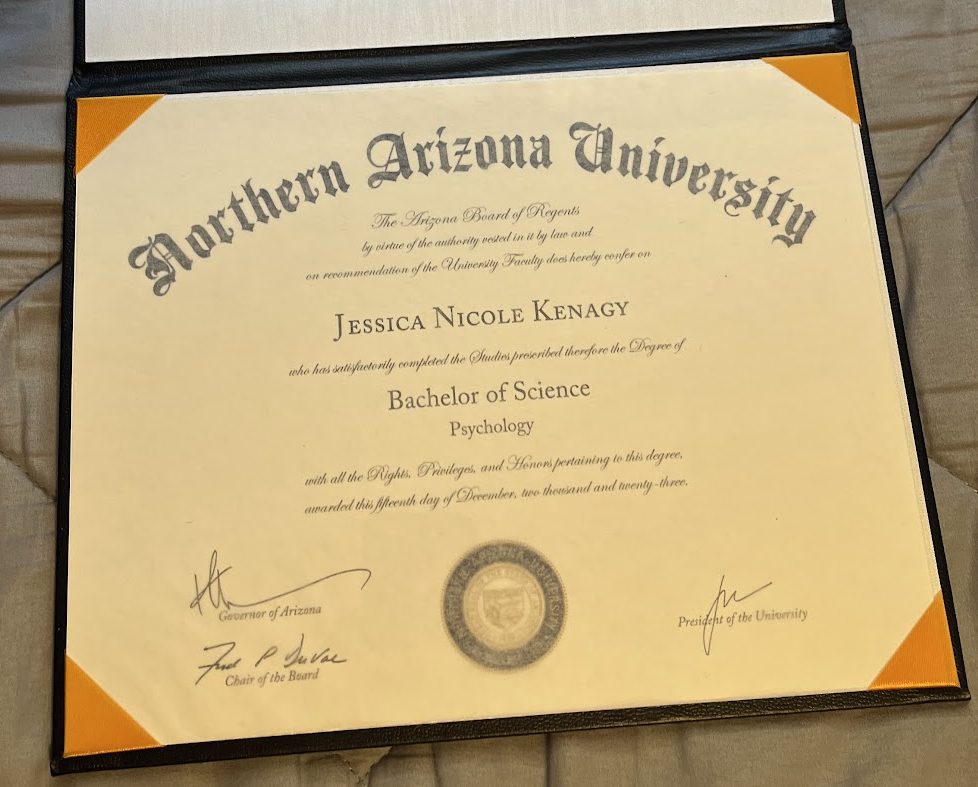 Northern Arizona University
The Arizona Board of Regents
by virtue of the authority vested in it by law and
on recommendation of the University Faculty does hereby confer on
Jessica Nicole Kenagy
who has satisfactorily completed the Studies prescribed therefore the Degree of
Bachelor of Science
Psychology
with all the Rights, Privileges, and Honors pertaining to this degree,
awarded this fifteenth day of December, two thousand and twenty-three.
Governor of Arizona
Fred P DuVal
Chair of the Board
President of the University